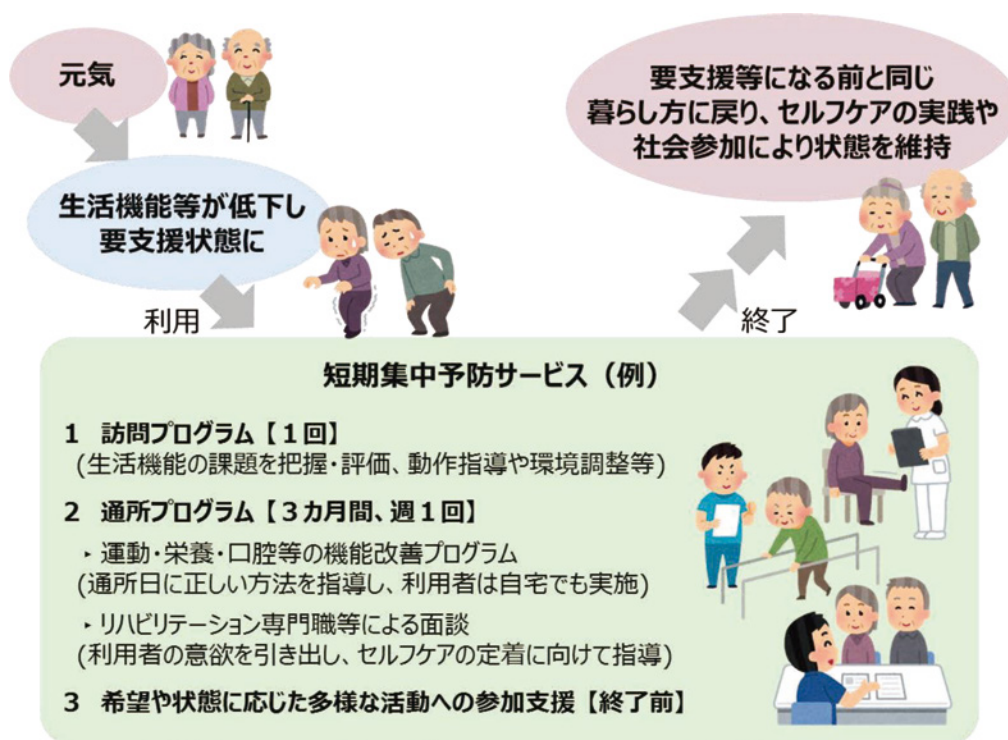 元気
生活機能等が低下し
要支援状態に
利用
要支援等になる前と同じ
暮らし方に戻り、セルフケアの実践や
社会参加により状態を維持
終了
短期集中予防サービス（例）
1 訪問プログラム【１回】
(生活機能の課題を把握・評価、動作指導や環境調整等)
2 通所プログラム【３カ月間、週１回】
‣ 運動・栄養・口腔等の機能改善プログラム
(通所日に正しい方法を指導し、利用者は自宅でも実施)
‣ リハビリテーション専門職等による面談
(利用者の意欲を引き出し、セルフケアの定着に向けて指導)
3 希望や状態に応じた多様な活動への参加支援【終了前】